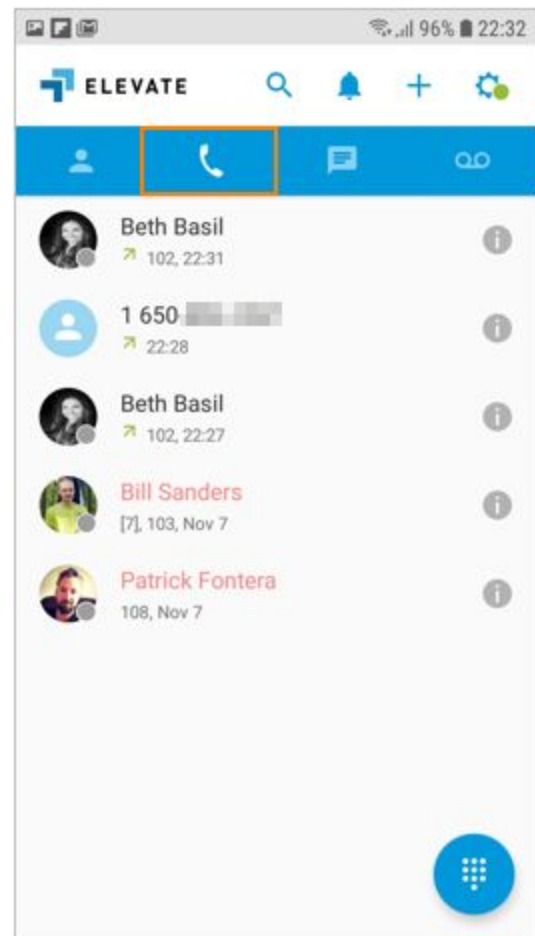 96% 22:32
ELEVATE
Beth Basil
102, 22:31
1 650
22:28
Beth Basil
102, 22:27
Bill Sanders
[7], 103, Nov 7
Patrick Fontera
108, Nov 7